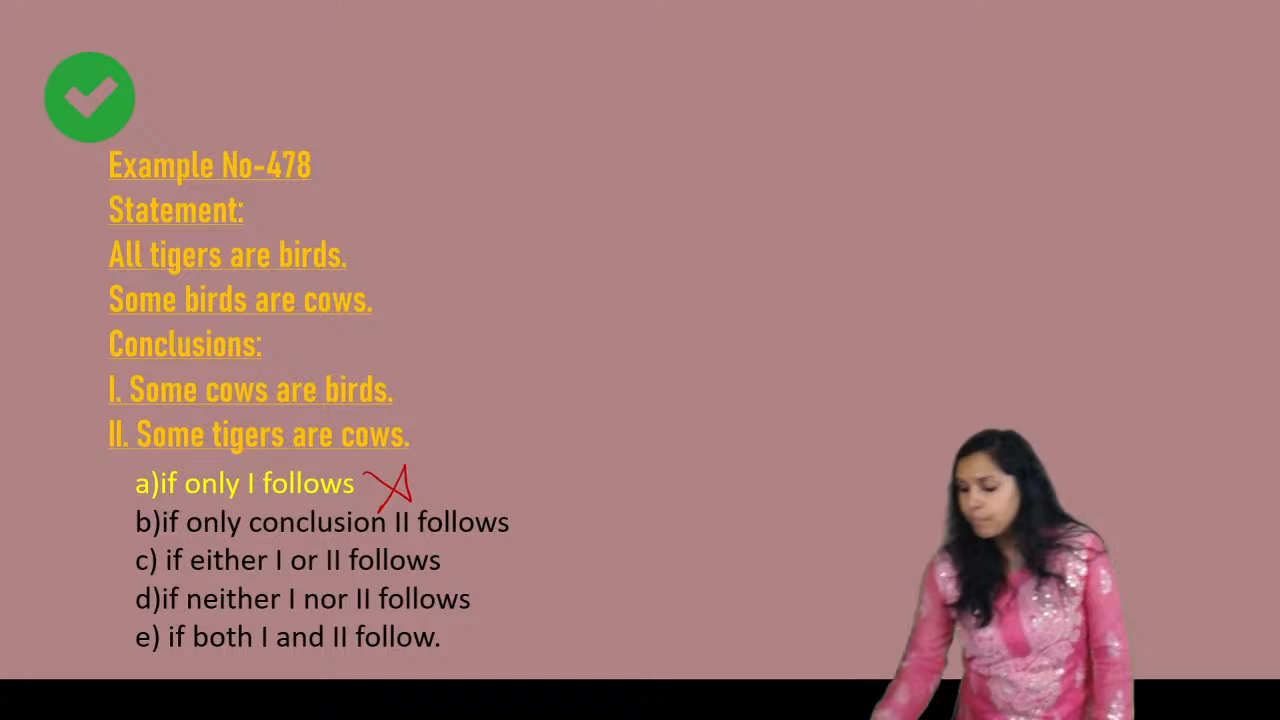 Example No-478
Statement:
All tigers are birds.
Some birds are cows.
Conclusions:
I. Some cows are birds.
II. Some tigers are cows.
a)if only I follows
b)if only conclusion II follows
c) if either I or II follows
d)if neither I nor II follows
e) if both I and II follow.